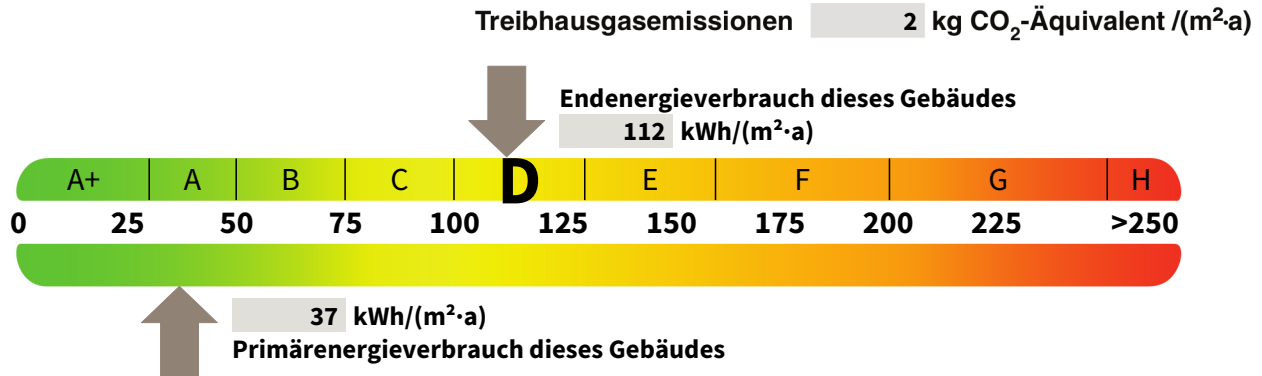 Treibhausgasemissionen 2 kg CO₂-Äquivalent /(m²·a)
Endenergieverbrauch dieses Gebäudes
112 kWh/(m²·a)
A+ A B C D E F G H
0 25 50 75 100 125 150 175 200 225 >250
37 kWh/(m²·a)
Primärenergieverbrauch dieses Gebäudes